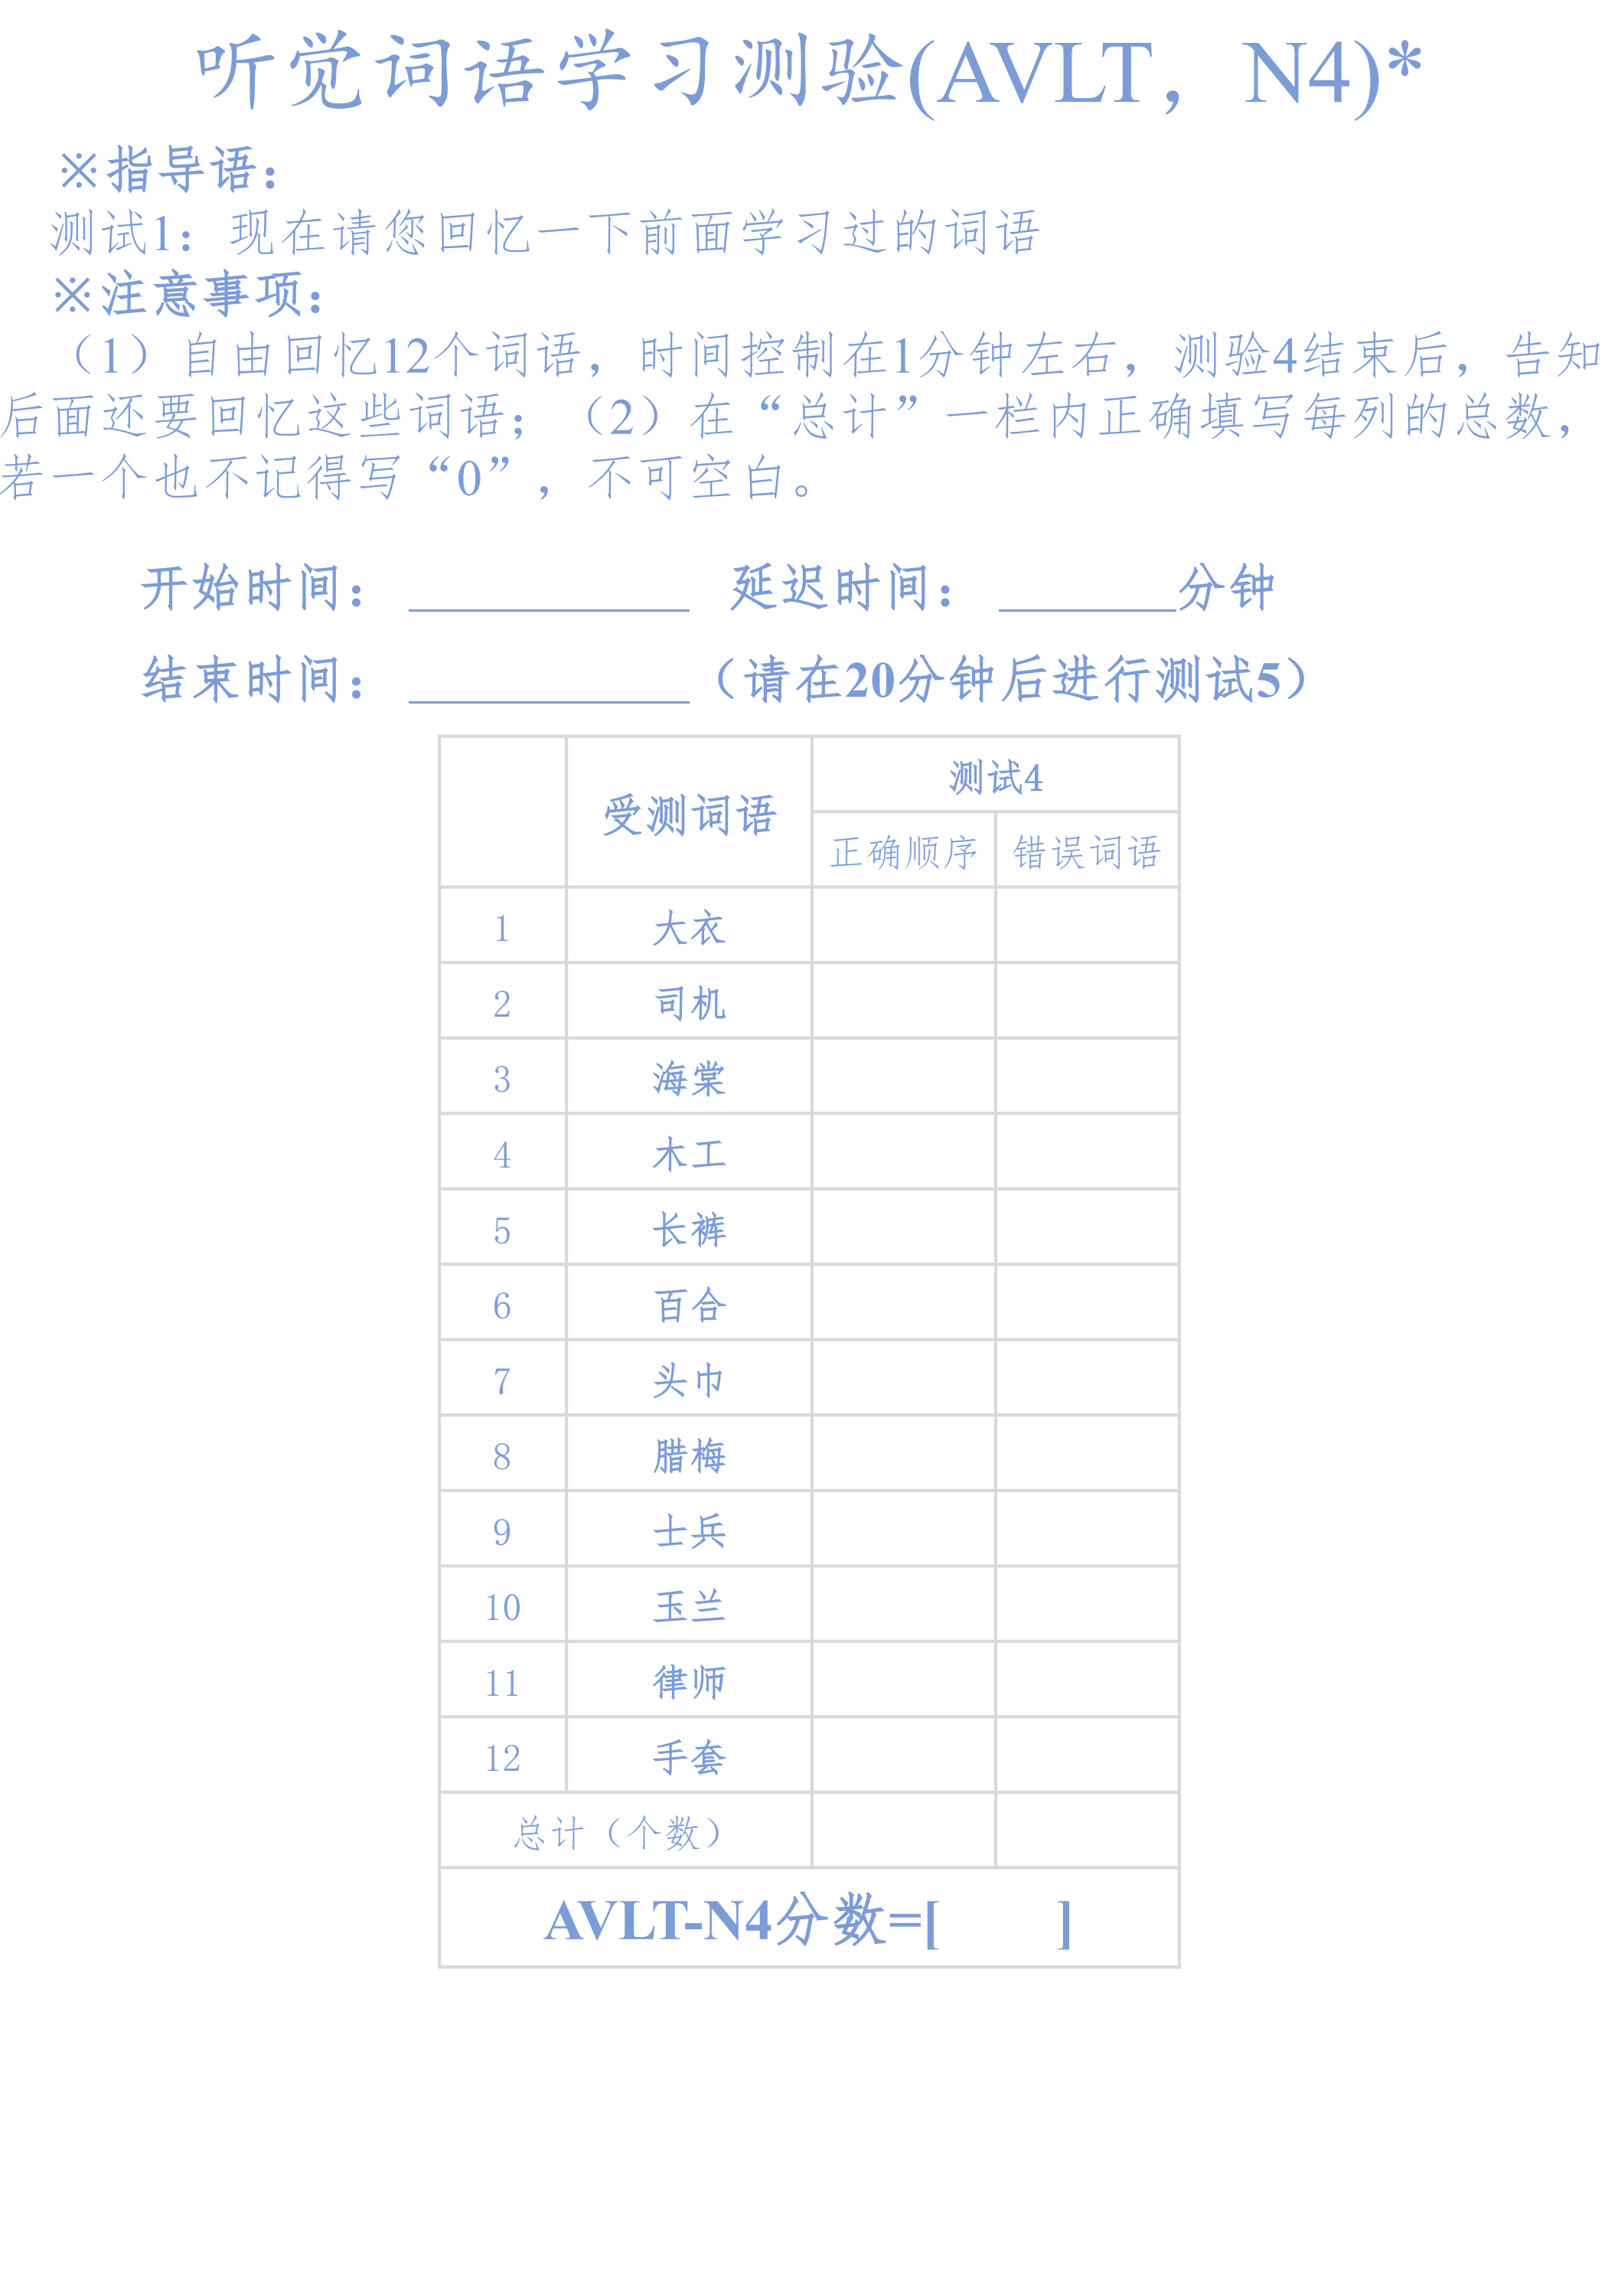 听觉词语学习测验(AVLT，N4)*
※指导语：
测试1：现在请您回忆一下前面学习过的词语
※注意事项：
（1）自由回忆12个词语，时间控制在1分钟左右，测验4结束后，告知
后面还要回忆这些词语；（2）在“总计”一栏内正确填写每列的总数，
若一个也不记得写“0”，不可空白。
开始时间：___________ 延迟时间：_______分钟
结束时间：___________（请在20分钟后进行测试5）
测试4
受测词语
正确顺序 错误词语
1 大衣
2 司机
3 海棠
4 木工
5 长裤
6 百合
7 头巾
8 腊梅
9 士兵
10 玉兰
11 律师
12 手套
总计（个数）
AVLT-N4分数=[ ]